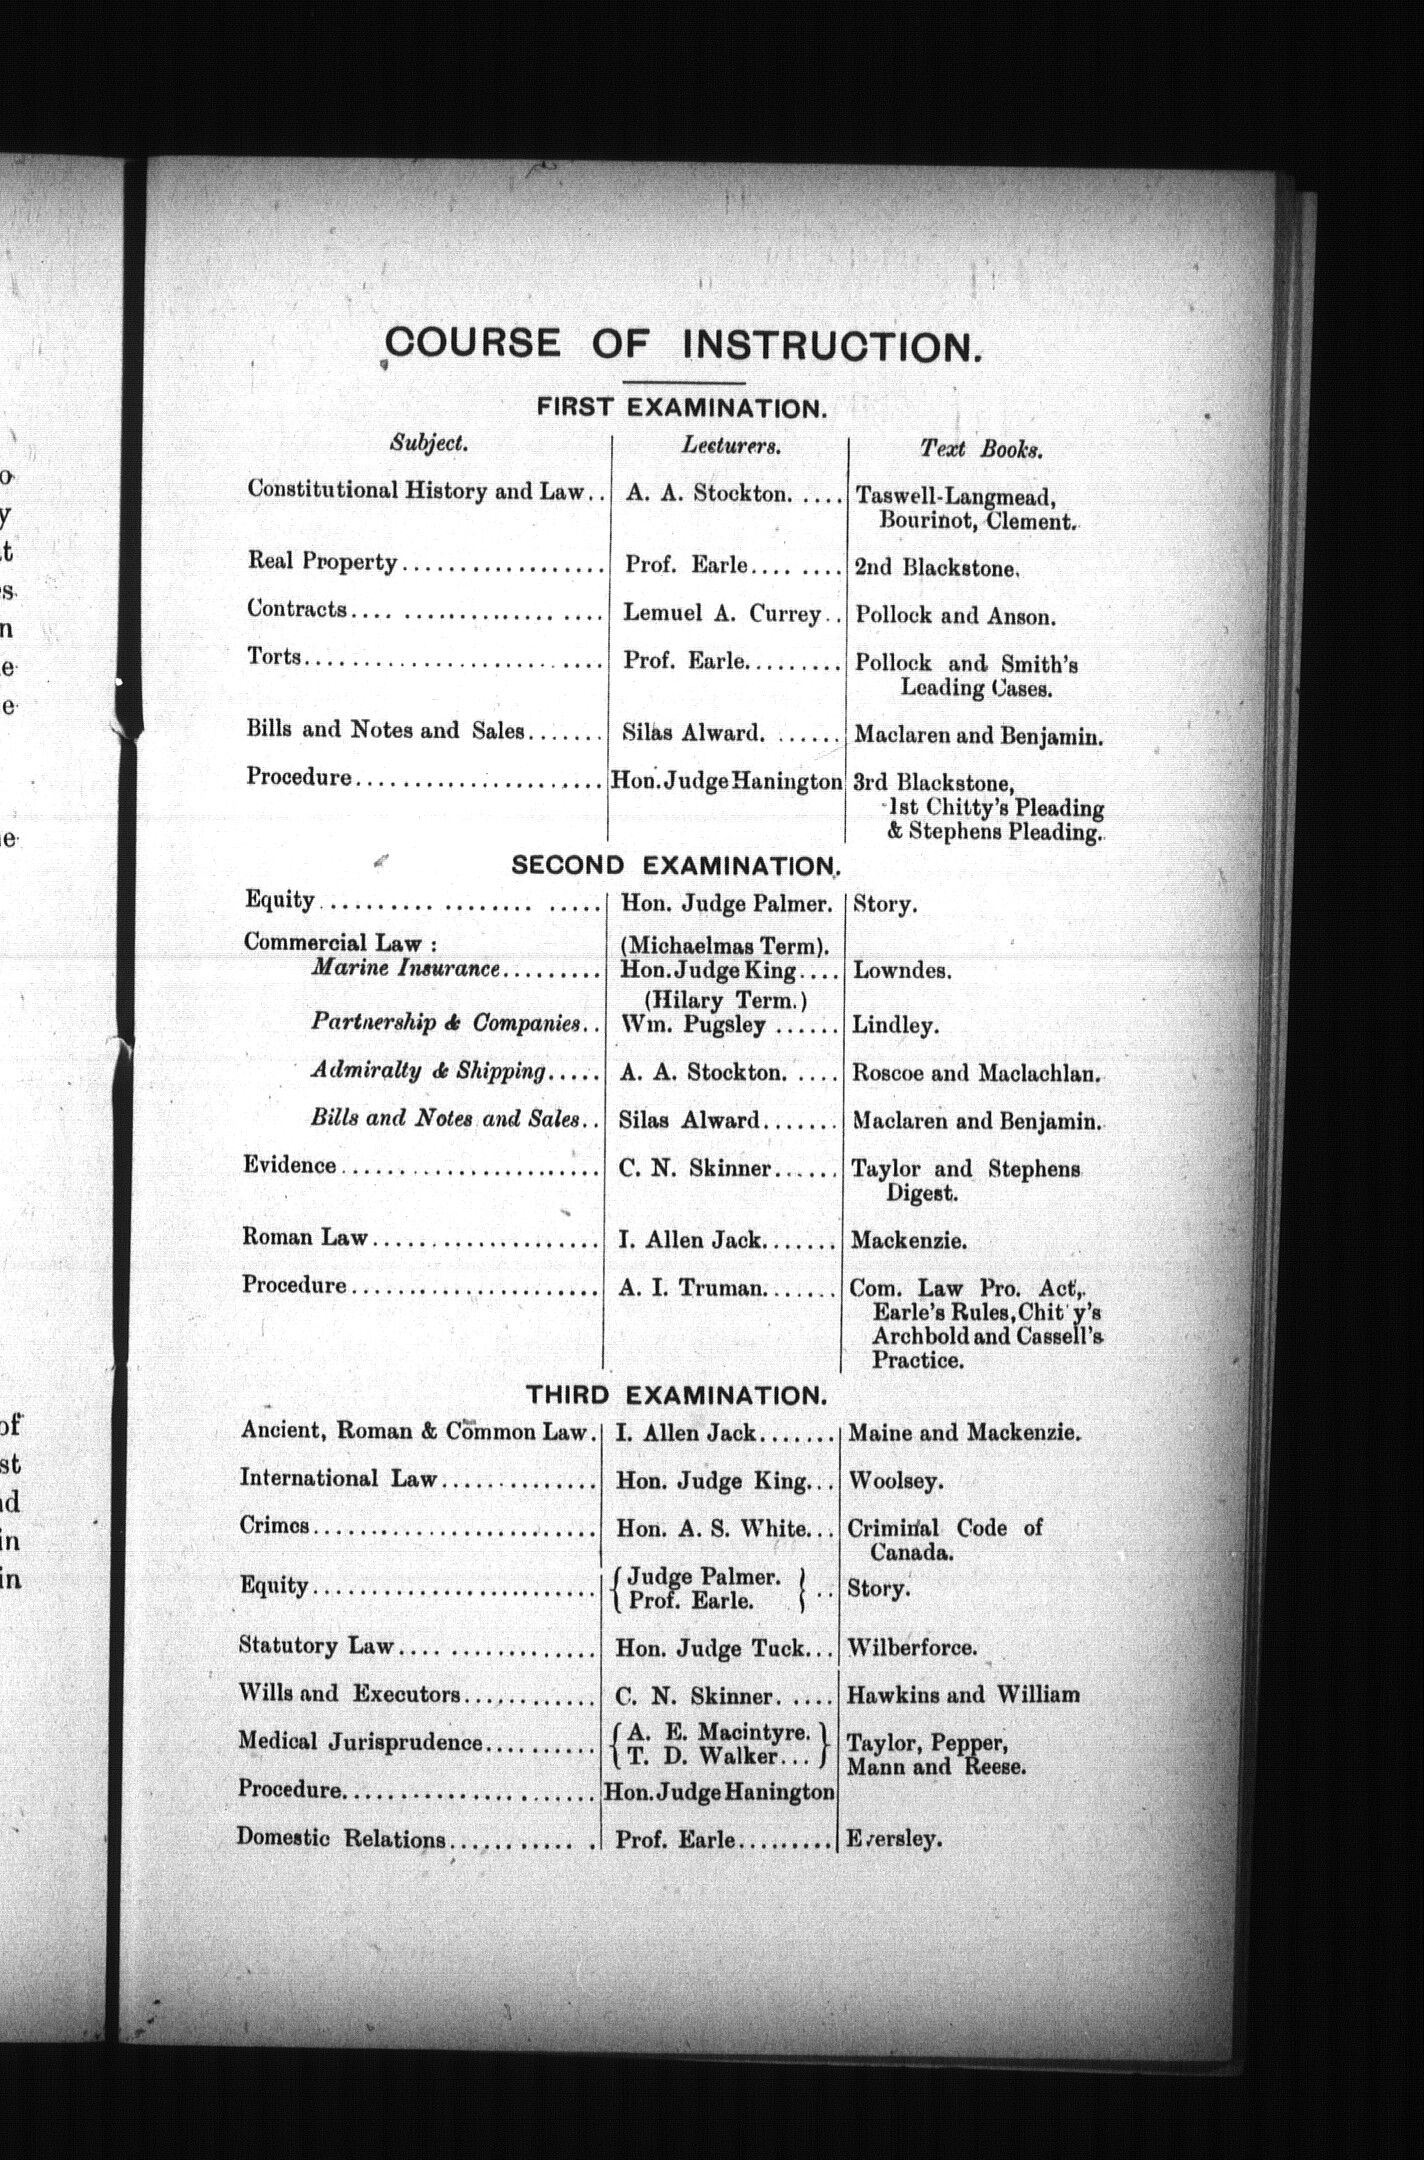 COURSE OF INSTRUCTION.
FIRST EXAMINATION.
Subject. Lecturers. Text Books.
Constitutional History and Law.. A. A. Stockton. .... Taswell-Langmead,
Bourinot, Clement.
Real Property.................. Prof. Earle.... .... 2nd Blackstone.
Contracts.... ............... .... Lemuel A. Currey.. Pollock and Anson.
Torts.......................... Prof. Earle......... Pollock and Smith's
Leading Cases.
Bills and Notes and Sales....... Silas Alward. ...... Maclaren and Benjamin.
Procedure..................... Hon. Judge Hanington 3rd Blackstone,
1st Chitty's Pleading
& Stephens Pleading.
SECOND EXAMINATION.
Equity.......... ........ ..... Hon. Judge Palmer. Story.
Commercial Law : (Michaelmas Term).
Marine Insurance......... Hon. Judge King.... Lowndes.
(Hilary Term.)
Partnership & Companies.. Wm. Pugsley ...... Lindley.
Admiralty & Shipping..... A. A. Stockton. .... Roscoe and Maclachlan.
Bills and Notes and Sales.. Silas Alward....... Maclaren and Benjamin.
Evidence...................... C. N. Skinner...... Taylor and Stephens
Digest.
Roman Law.................... I. Allen Jack....... Mackenzie.
Procedure...................... A. I. Truman....... Com. Law Pro. Act,
Earle's Rules, Chit y's
Archbold and Cassell's
Practice.
THIRD EXAMINATION.
Ancient, Roman & Common Law. I. Allen Jack....... Maine and Mackenzie.
International Law.............. Hon. Judge King... Woolsey.
Crimes......................... Hon. A. S. White... Criminal Code of
Canada.
Equity......................... { Judge Palmer. Prof. Earle. } .. Story.
Statutory Law.... ............. Hon. Judge Tuck... Wilberforce.
Wills and Executors............ C. N. Skinner. .... Hawkins and William
Medical Jurisprudence.......... { A. E. Macintyre. T. D. Walker... } Taylor, Pepper,
Mann and Reese.
Procedure...................... Hon. Judge Hanington
Domestic Relations........... . Prof. Earle......... Eversley.